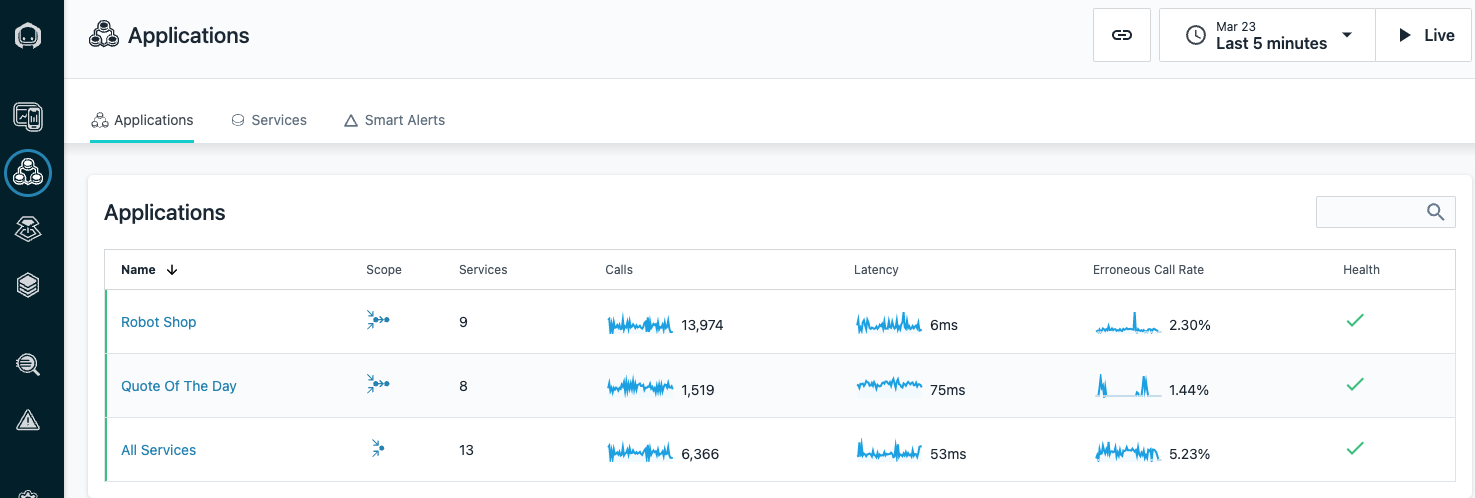 Applications
Mar 23
Last 5 minutes
Live
Applications Services Smart Alerts
Applications
Name Scope Services Calls Latency Erroneous Call Rate Health
Robot Shop 9 13,974 6ms 2.30%
Quote Of The Day 8 1,519 75ms 1.44%
All Services 13 6,366 53ms 5.23%